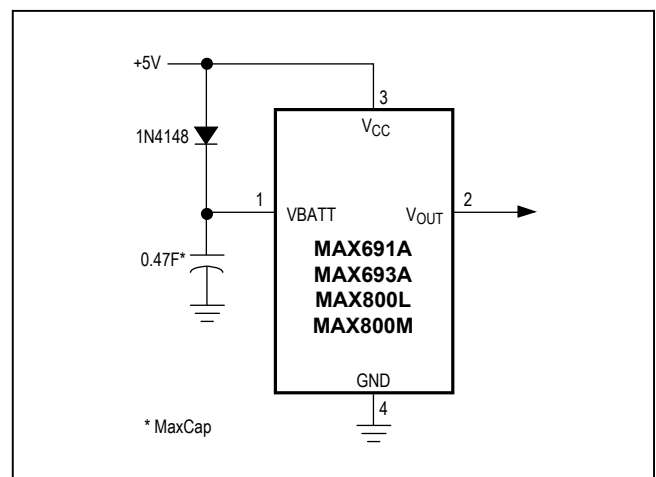 +5V
3
VCC
1N4148
1
VBATT
VOUT
2
0.47F*
MAX691A
MAX693A
MAX800L
MAX800M
GND
4
* MaxCap